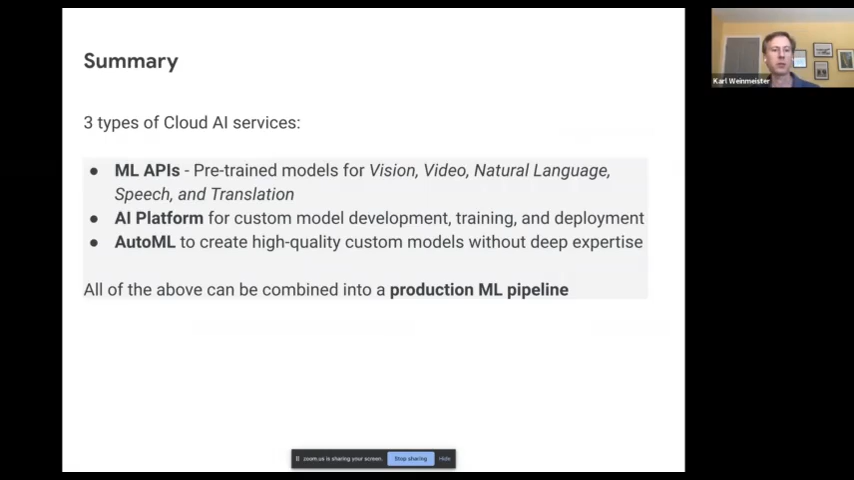 Summary
3 types of Cloud AI services:
● ML APIs - Pre-trained models for Vision, Video, Natural Language,
Speech, and Translation
● AI Platform for custom model development, training, and deployment
● AutoML to create high-quality custom models without deep expertise
All of the above can be combined into a production ML pipeline
Karl Weinmeister
zoom.us is sharing your screen. Stop sharing Hide